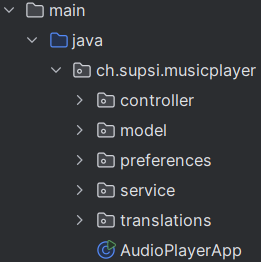 main
java
ch.supsi.musicplayer
controller
model
preferences
service
translations
AudioPlayerApp